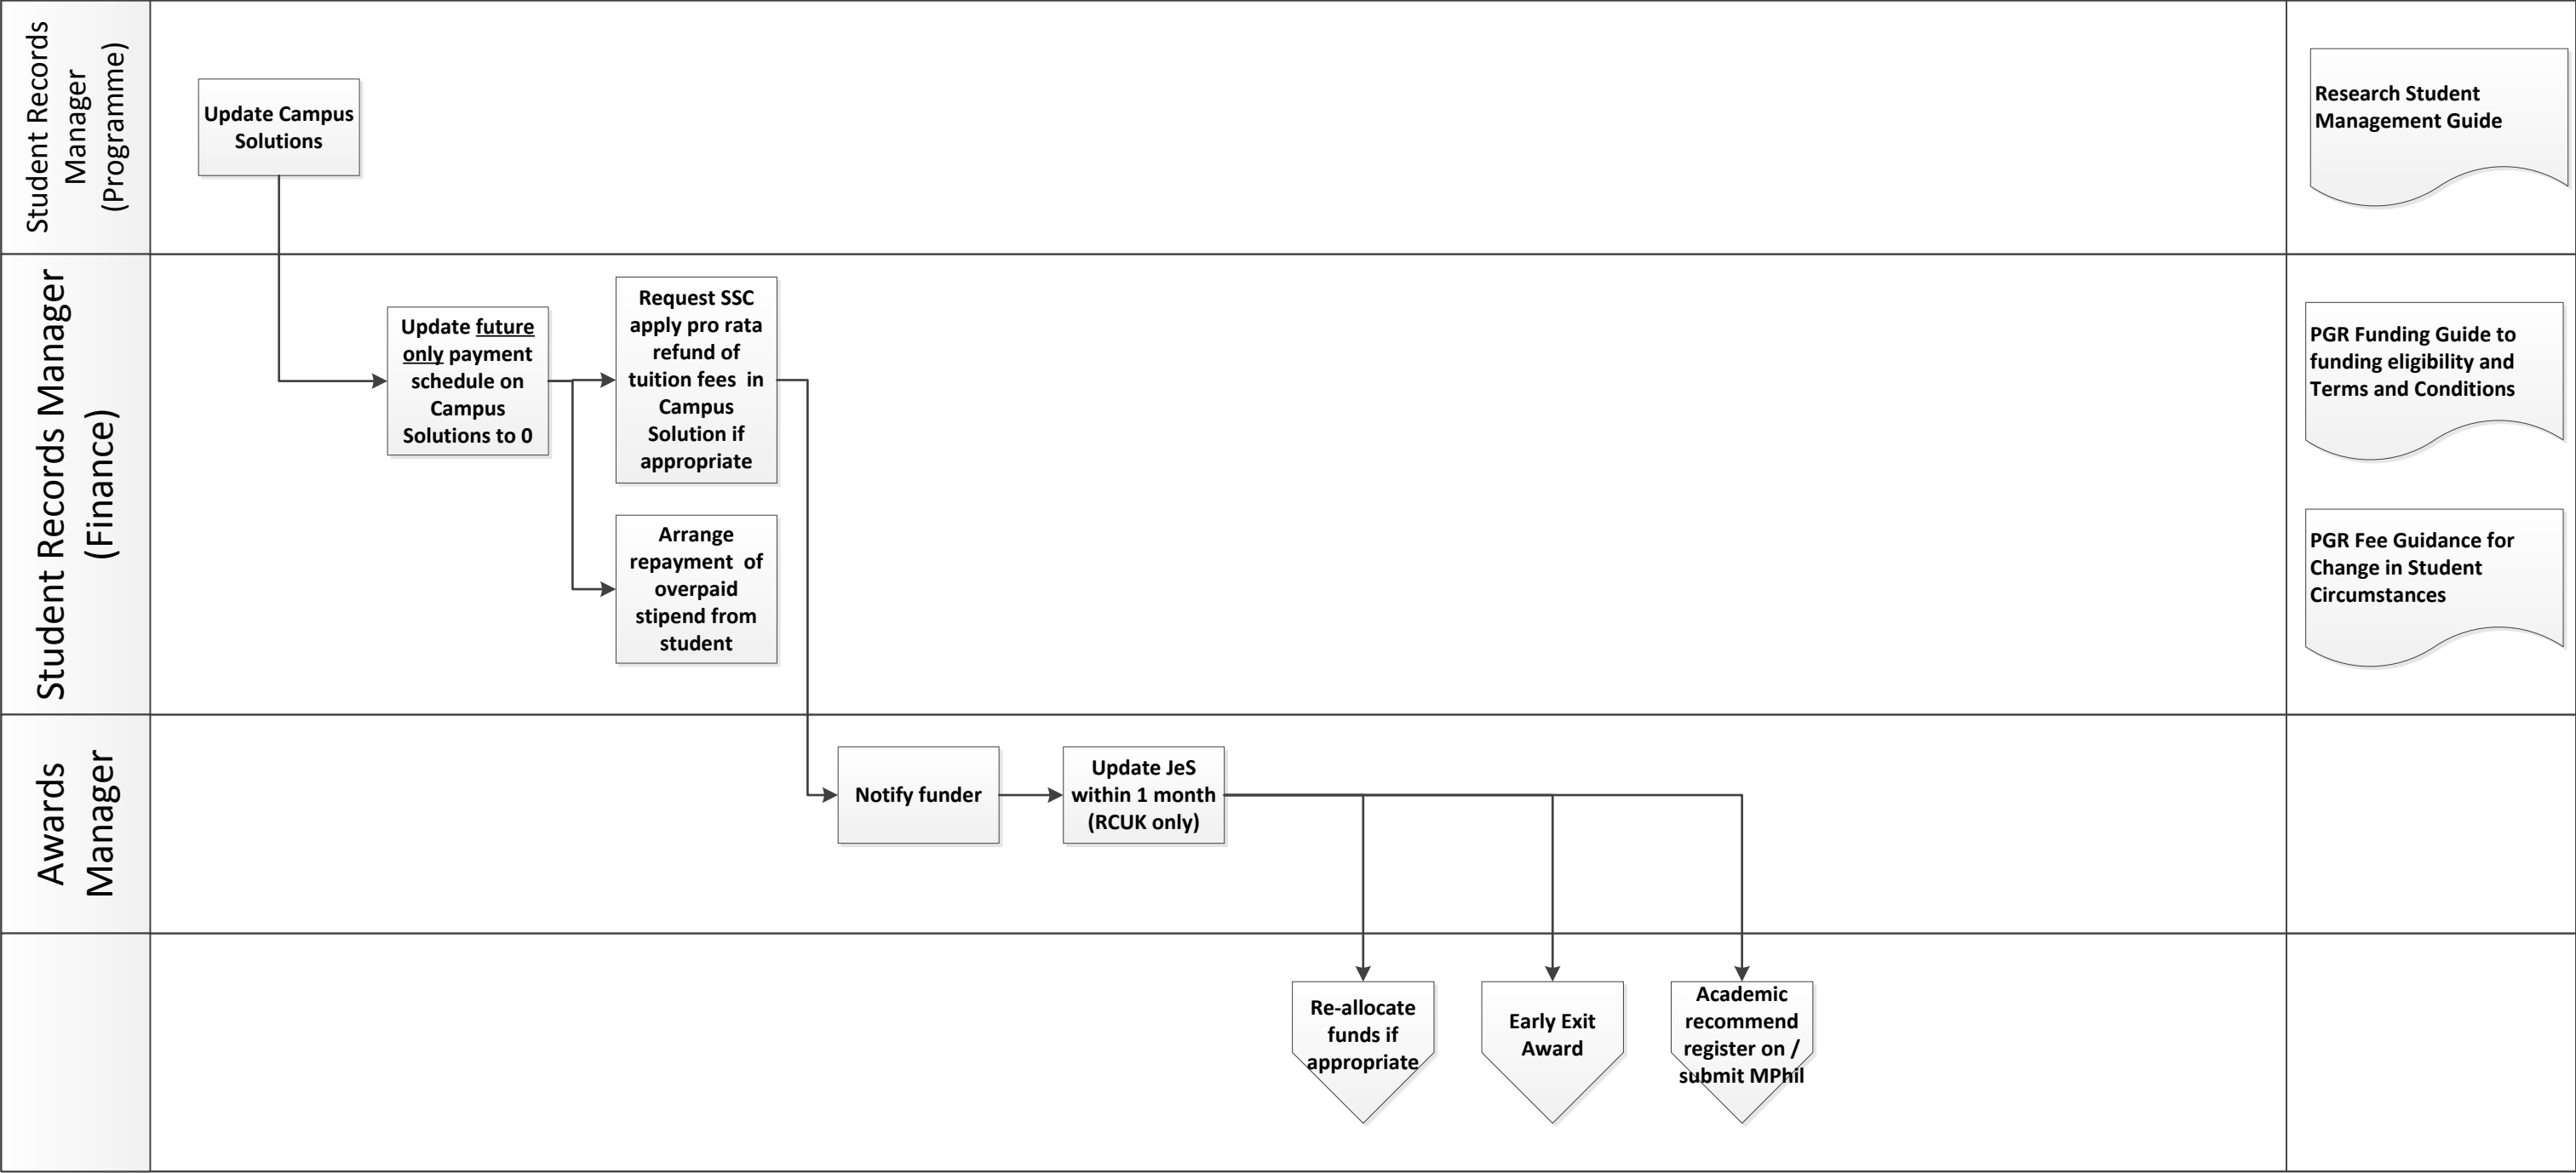 Student Records
Manager
(Programme)
Update Campus
Solutions
Research Student
Management Guide
Student Records Manager
(Finance)
Update future
only payment
schedule on
Campus
Solutions to 0
Request SSC
apply pro rata
refund of
tuition fees in
Campus
Solution if
appropriate
Arrange
repayment of
overpaid
stipend from
student
PGR Funding Guide to
funding eligibility and
Terms and Conditions
PGR Fee Guidance for
Change in Student
Circumstances
Awards
Manager
Notify funder
Update JeS
within 1 month
(RCUK only)
Re-allocate
funds if
appropriate
Early Exit
Award
Academic
recommend
register on /
submit MPhil